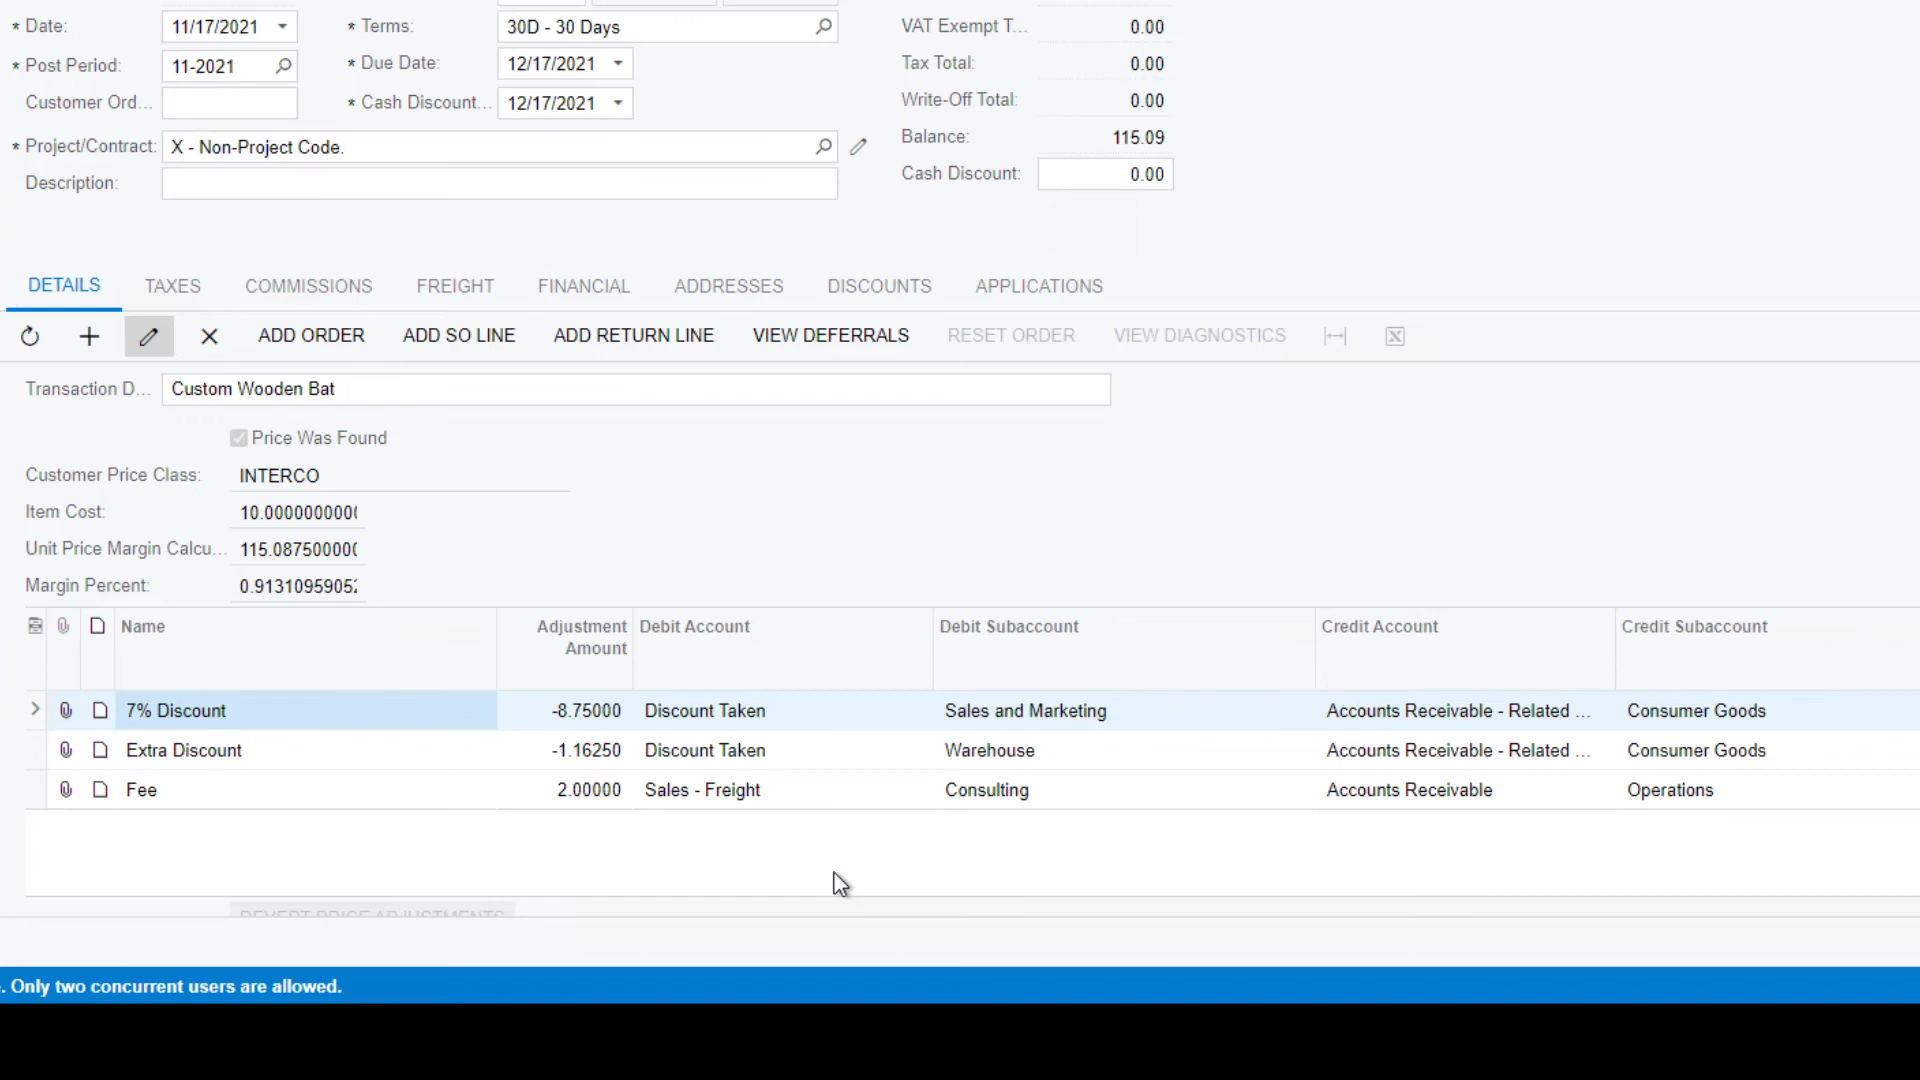 * Date: 11/17/2021 * Terms: 30D - 30 Days VAT Exempt T... 0.00
* Post Period: 11-2021 * Due Date: 12/17/2021 Tax Total: 0.00
Customer Ord... * Cash Discount... 12/17/2021 Write-Off Total: 0.00
* Project/Contract: X - Non-Project Code. Balance: 115.09
Description: Cash Discount: 0.00
DETAILS TAXES COMMISSIONS FREIGHT FINANCIAL ADDRESSES DISCOUNTS APPLICATIONS
ADD ORDER ADD SO LINE ADD RETURN LINE VIEW DEFERRALS RESET ORDER VIEW DIAGNOSTICS
Transaction D... Custom Wooden Bat
Price Was Found
Customer Price Class: INTERCO
Item Cost: 10.0000000000
Unit Price Margin Calcu... 115.087500000
Margin Percent: 0.9131095905
Name Adjustment Amount Debit Account Debit Subaccount Credit Account Credit Subaccount
7% Discount -8.75000 Discount Taken Sales and Marketing Accounts Receivable - Related ... Consumer Goods
Extra Discount -1.16250 Discount Taken Warehouse Accounts Receivable - Related ... Consumer Goods
Fee 2.00000 Sales - Freight Consulting Accounts Receivable Operations
REVERT PRICE ADJUSTMENTS
. Only two concurrent users are allowed.